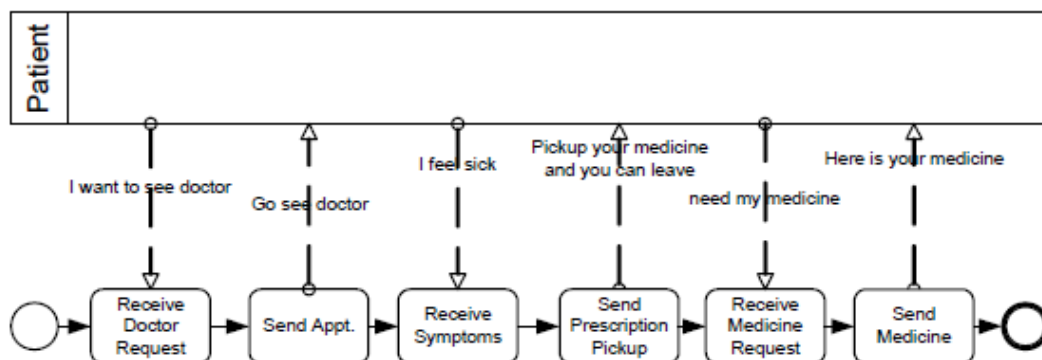 Patient
I want to see doctor
Go see doctor
I feel sick
Pickup your medicine
and you can leave
need my medicine
Here is your medicine
Receive
Doctor
Request
Send Appt.
Receive
Symptoms
Send
Prescription
Pickup
Receive
Medicine
Request
Send
Medicine